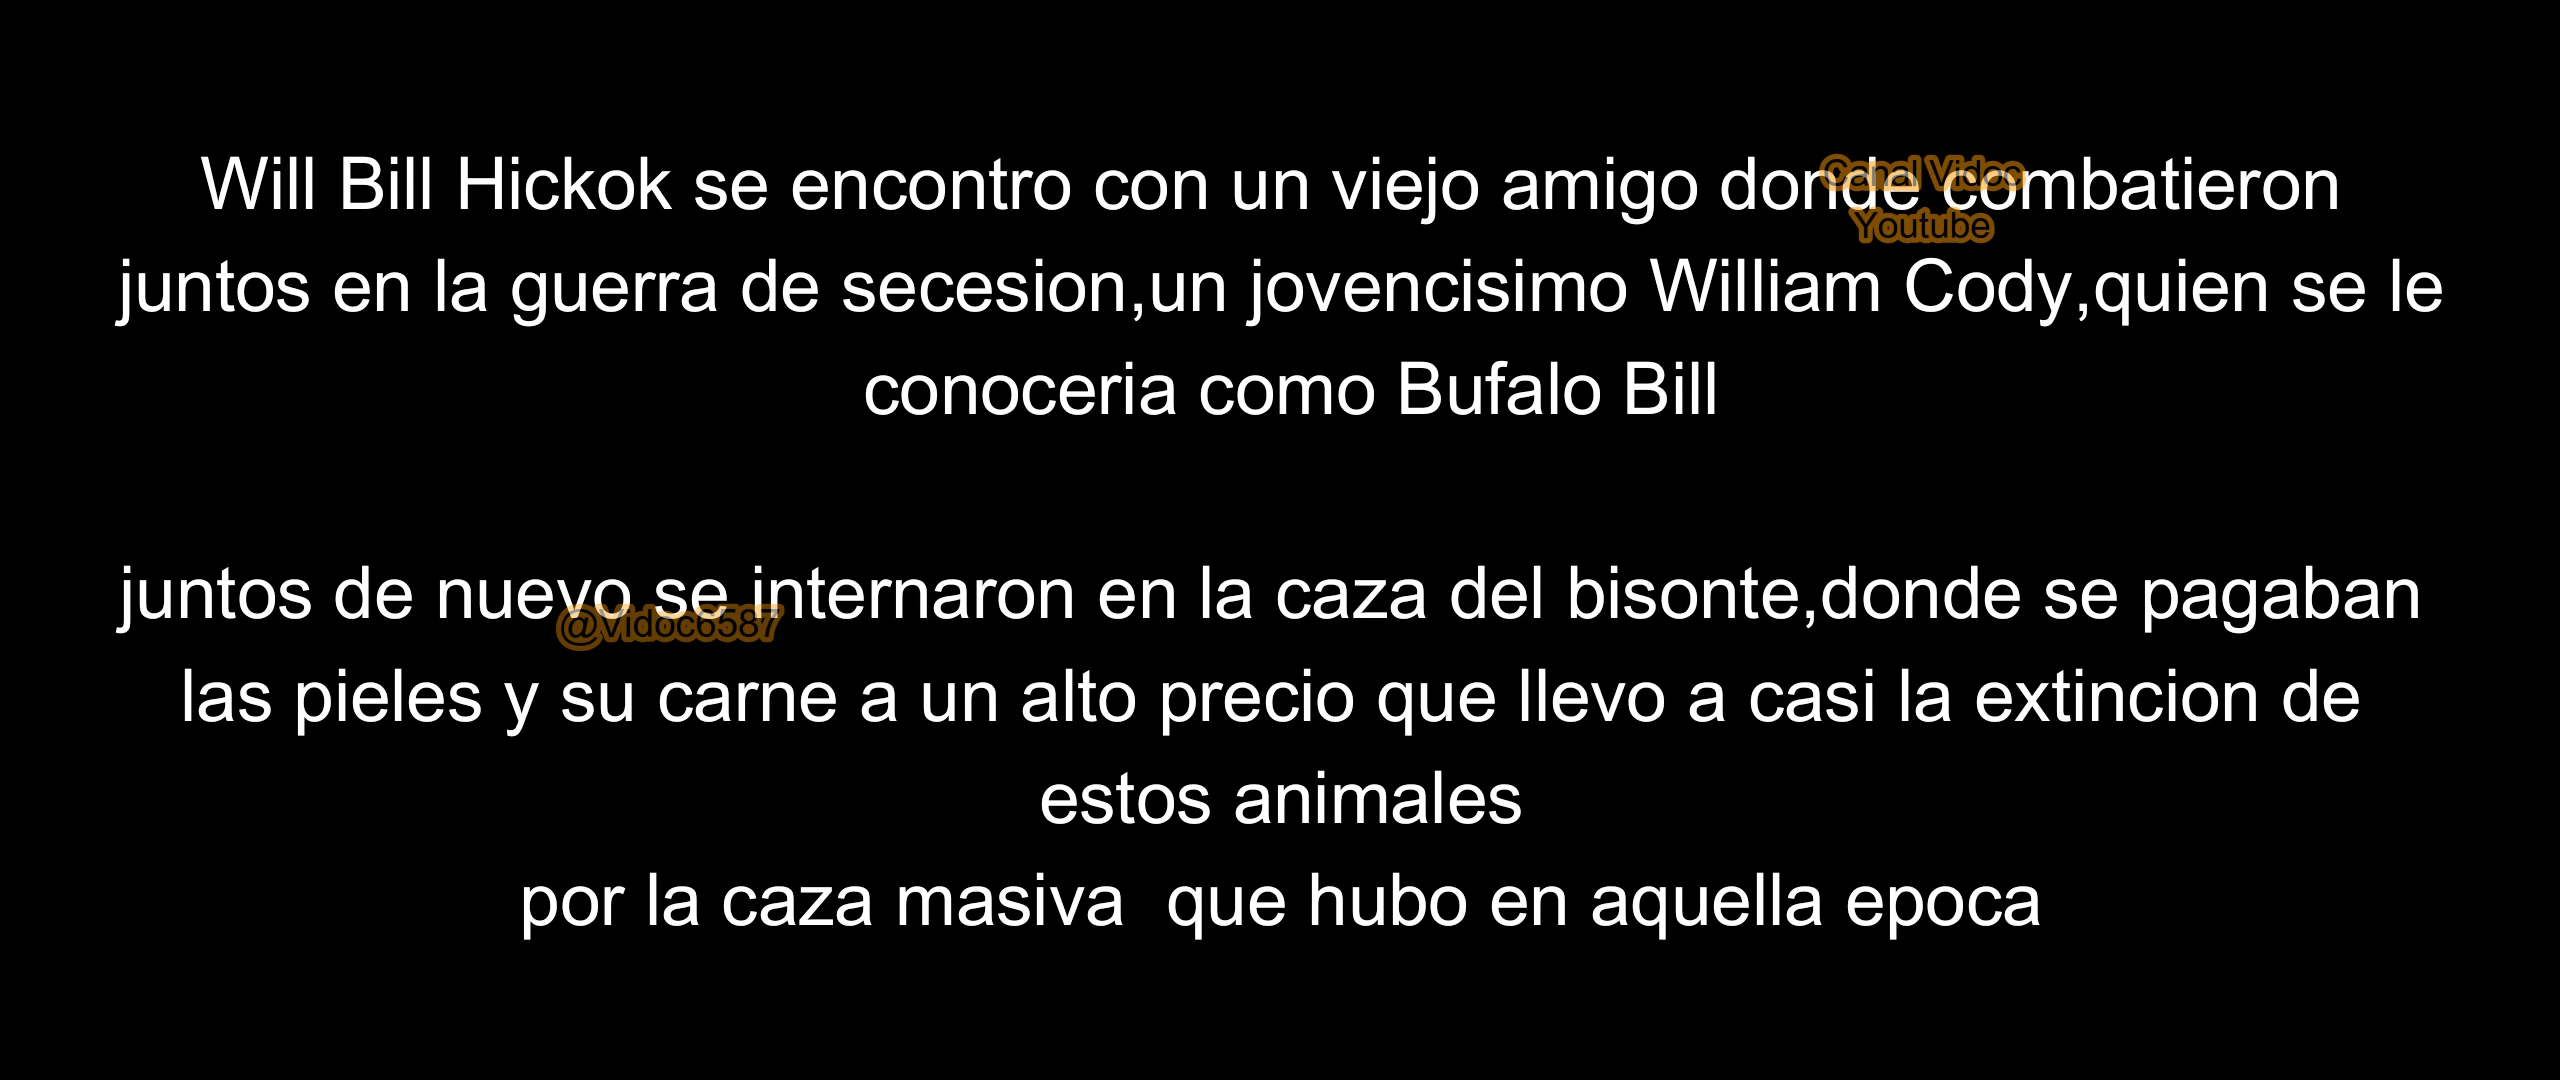 Will Bill Hickok se encontro con un viejo amigo donde combatieron
Canal Vidoc
Youtube
juntos en la guerra de secesion,un jovencisimo William Cody,quien se le
conoceria como Bufalo Bill
juntos de nuevo se internaron en la caza del bisonte,donde se pagaban
@Vidoc6587
las pieles y su carne a un alto precio que llevo a casi la extincion de
estos animales
por la caza masiva  que hubo en aquella epoca